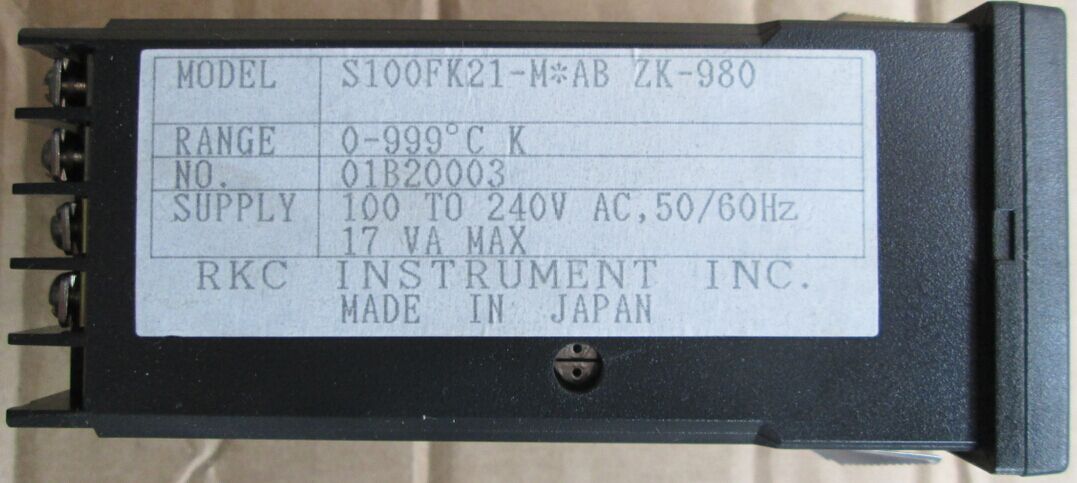 MODEL S100FK21-M*AB ZK-980
RANGE 0-999°C K
NO. 01B20003
SUPPLY 100 TO 240V AC,50/60Hz
17 VA MAX
RKC INSTRUMENT INC.
MADE IN JAPAN